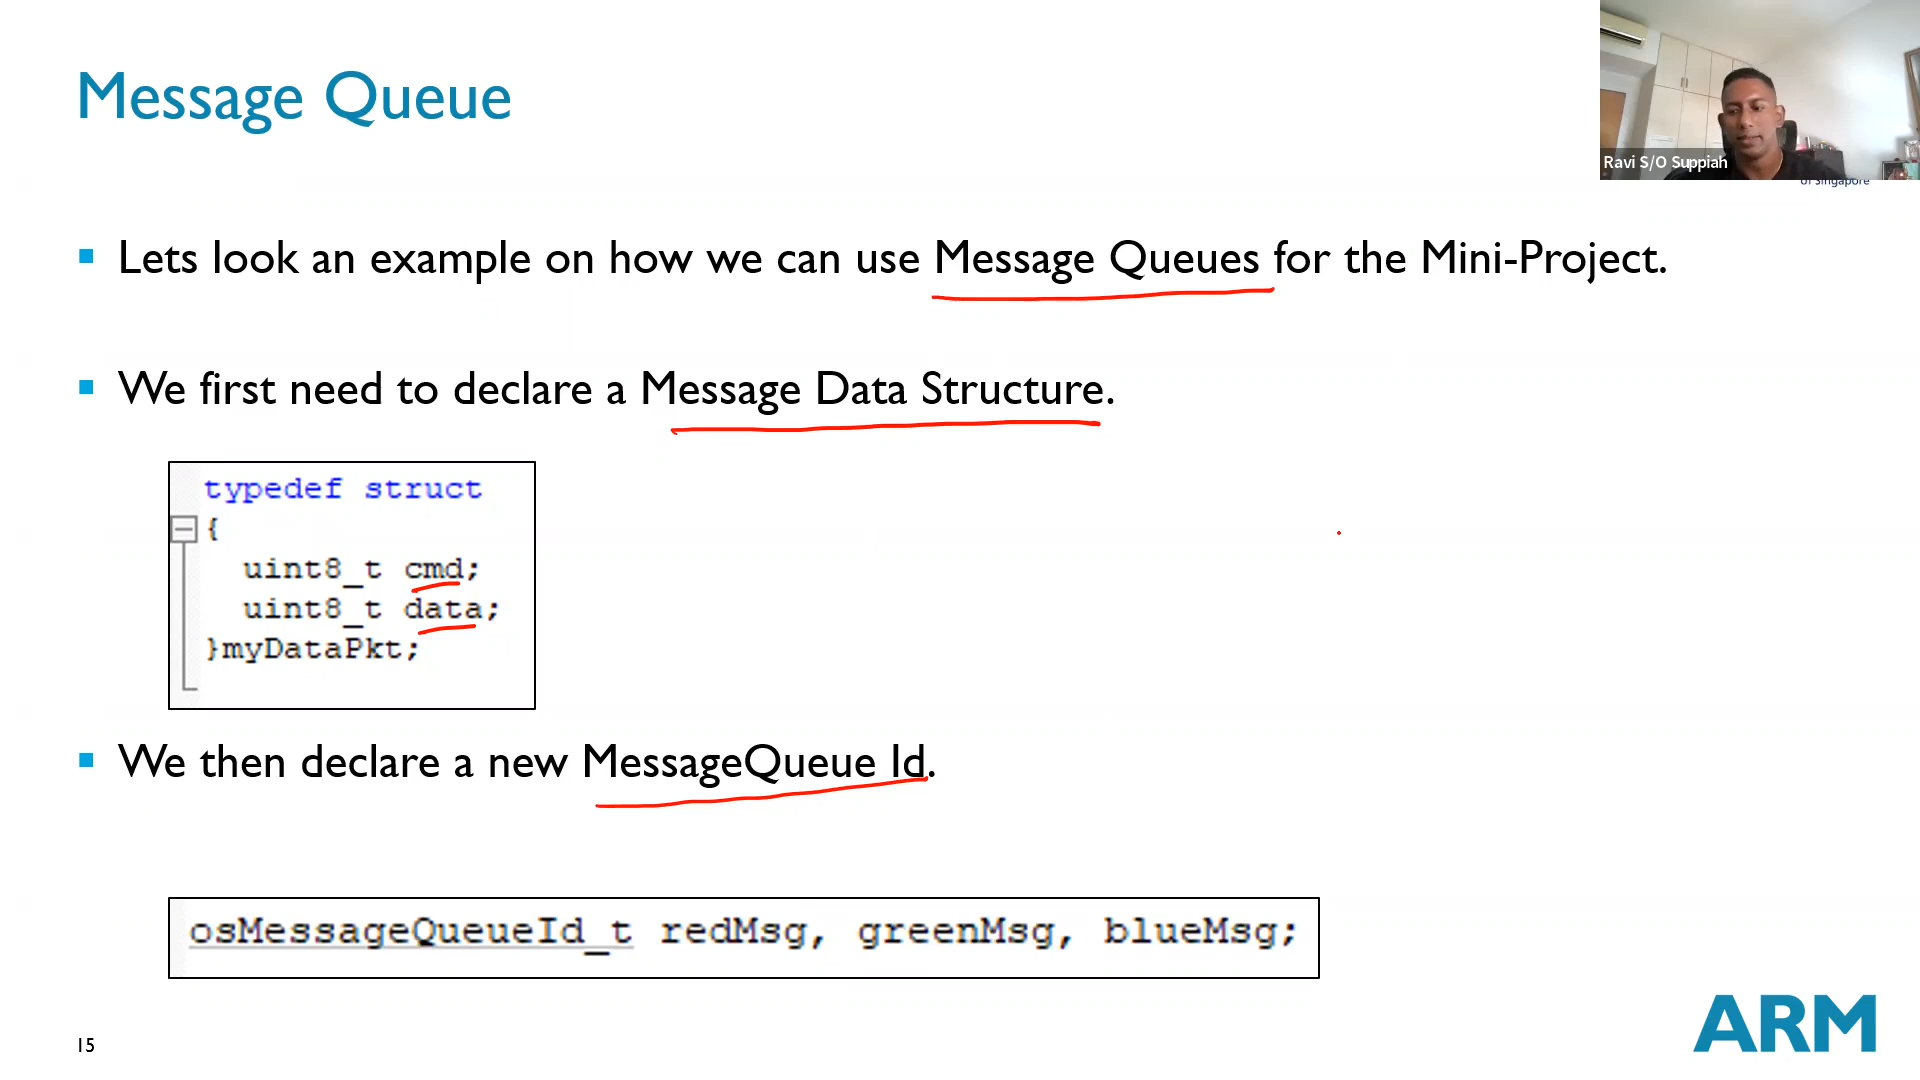 Message Queue
Ravi S/O Suppiah
of Singapore
Lets look an example on how we can use Message Queues for the Mini-Project.
We first need to declare a Message Data Structure.
typedef struct
{
uint8_t cmd;
uint8_t data;
}myDataPkt;
We then declare a new MessageQueue Id.
osMessageQueueId_t redMsg, greenMsg, blueMsg;
15
ARM